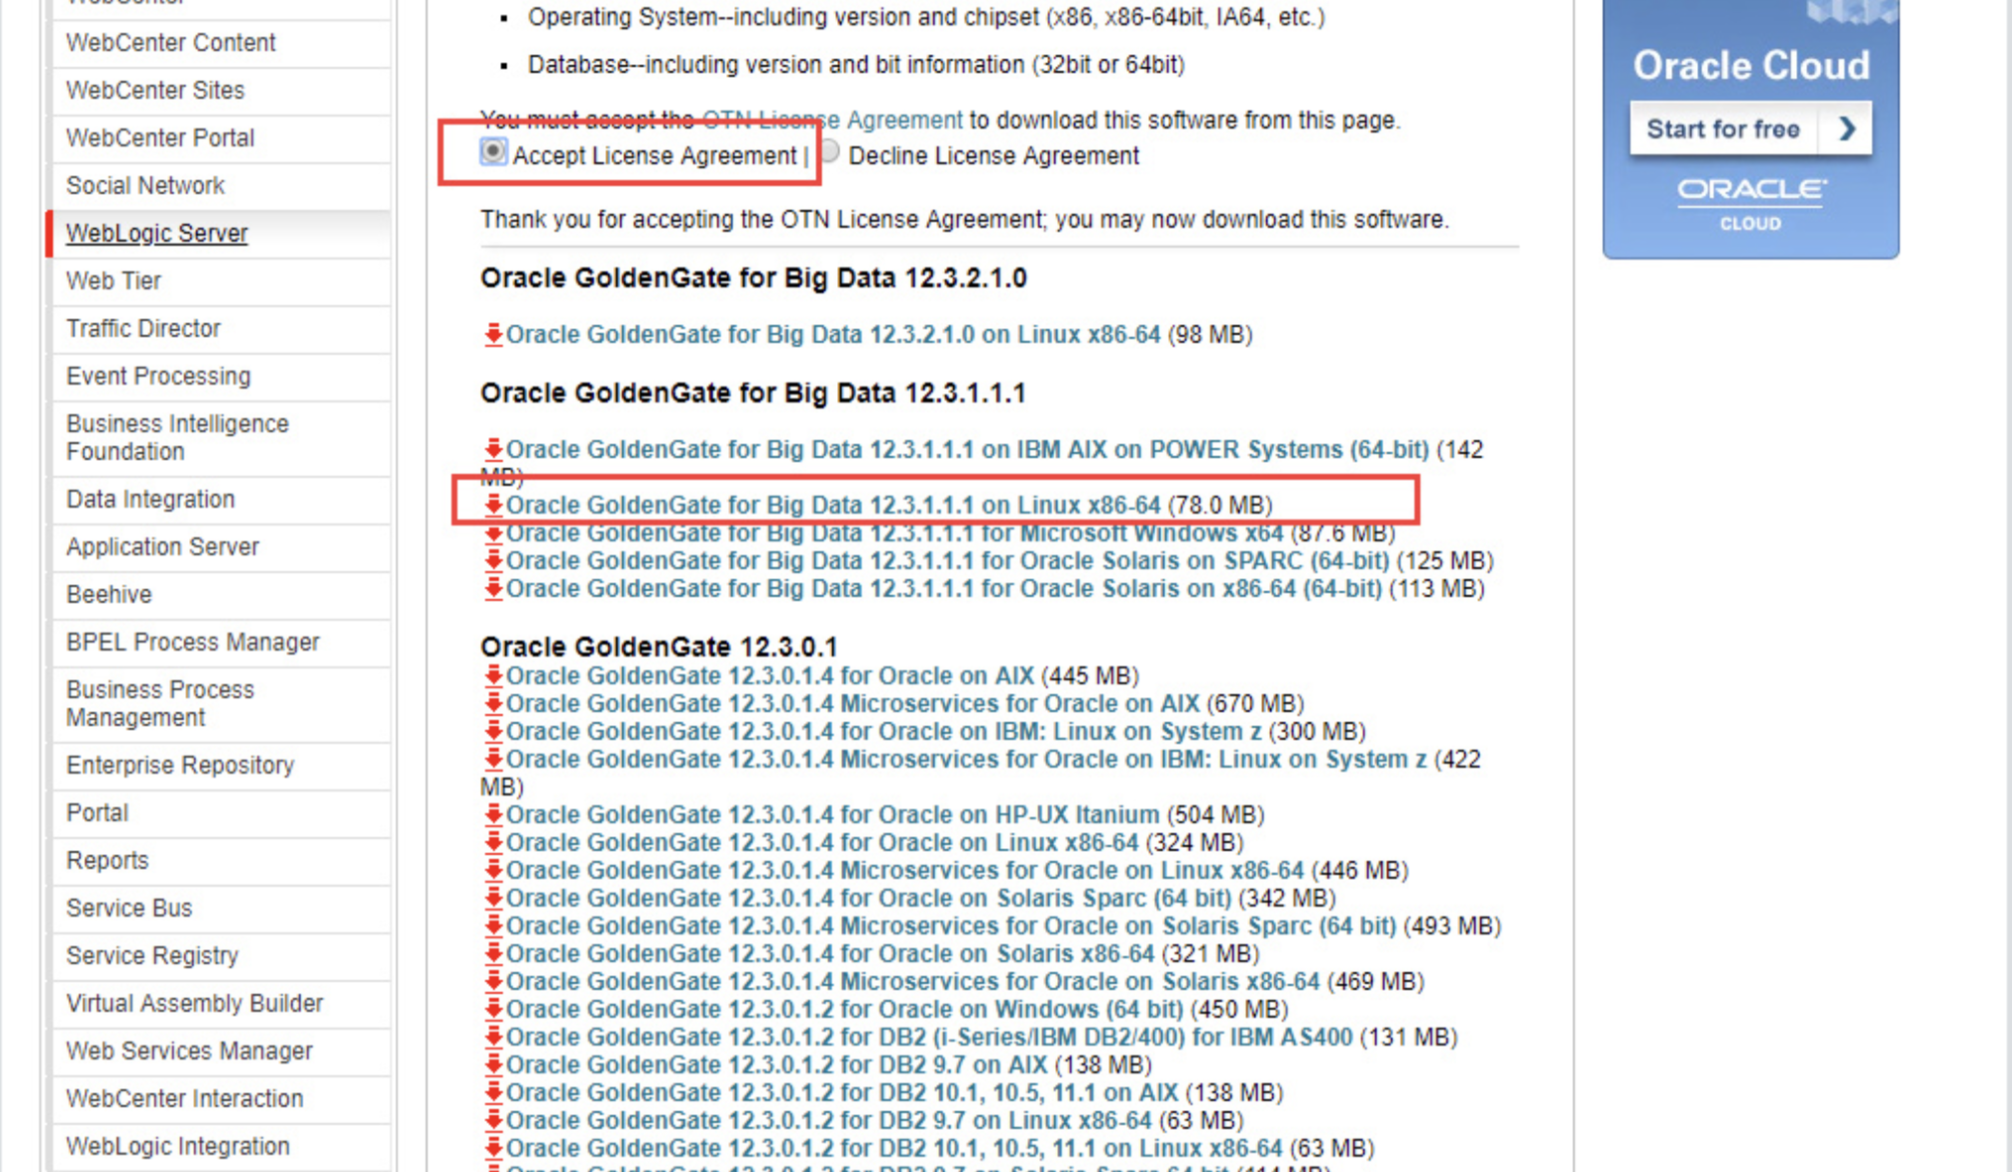 WebCenter
WebCenter Content
WebCenter Sites
WebCenter Portal
Social Network
WebLogic Server
Web Tier
Traffic Director
Event Processing
Business Intelligence
Foundation
Data Integration
Application Server
Beehive
BPEL Process Manager
Business Process
Management
Enterprise Repository
Portal
Reports
Service Bus
Service Registry
Virtual Assembly Builder
Web Services Manager
WebCenter Interaction
WebLogic Integration
Operating System--including version and chipset (x86, x86-64bit, IA64, etc.)
Database--including version and bit information (32bit or 64bit)
You must accept the OTN License Agreement to download this software from this page.
Accept License Agreement | Decline License Agreement
Thank you for accepting the OTN License Agreement; you may now download this software.
Oracle GoldenGate for Big Data 12.3.2.1.0
Oracle GoldenGate for Big Data 12.3.2.1.0 on Linux x86-64 (98 MB)
Oracle GoldenGate for Big Data 12.3.1.1.1
Oracle GoldenGate for Big Data 12.3.1.1.1 on IBM AIX on POWER Systems (64-bit) (142
MB)
Oracle GoldenGate for Big Data 12.3.1.1.1 on Linux x86-64 (78.0 MB)
Oracle GoldenGate for Big Data 12.3.1.1.1 for Microsoft Windows x64 (87.6 MB)
Oracle GoldenGate for Big Data 12.3.1.1.1 for Oracle Solaris on SPARC (64-bit) (125 MB)
Oracle GoldenGate for Big Data 12.3.1.1.1 for Oracle Solaris on x86-64 (64-bit) (113 MB)
Oracle GoldenGate 12.3.0.1
Oracle GoldenGate 12.3.0.1.4 for Oracle on AIX (445 MB)
Oracle GoldenGate 12.3.0.1.4 Microservices for Oracle on AIX (670 MB)
Oracle GoldenGate 12.3.0.1.4 for Oracle on IBM: Linux on System z (300 MB)
Oracle GoldenGate 12.3.0.1.4 Microservices for Oracle on IBM: Linux on System z (422
MB)
Oracle GoldenGate 12.3.0.1.4 for Oracle on HP-UX Itanium (504 MB)
Oracle GoldenGate 12.3.0.1.4 for Oracle on Linux x86-64 (324 MB)
Oracle GoldenGate 12.3.0.1.4 Microservices for Oracle on Linux x86-64 (446 MB)
Oracle GoldenGate 12.3.0.1.4 for Oracle on Solaris Sparc (64 bit) (342 MB)
Oracle GoldenGate 12.3.0.1.4 Microservices for Oracle on Solaris Sparc (64 bit) (493 MB)
Oracle GoldenGate 12.3.0.1.4 for Oracle on Solaris x86-64 (321 MB)
Oracle GoldenGate 12.3.0.1.4 Microservices for Oracle on Solaris x86-64 (469 MB)
Oracle GoldenGate 12.3.0.1.2 for Oracle on Windows (64 bit) (450 MB)
Oracle GoldenGate 12.3.0.1.2 for DB2 (i-Series/IBM DB2/400) for IBM AS400 (131 MB)
Oracle GoldenGate 12.3.0.1.2 for DB2 9.7 on AIX (138 MB)
Oracle GoldenGate 12.3.0.1.2 for DB2 10.1, 10.5, 11.1 on AIX (138 MB)
Oracle GoldenGate 12.3.0.1.2 for DB2 9.7 on Linux x86-64 (63 MB)
Oracle GoldenGate 12.3.0.1.2 for DB2 10.1, 10.5, 11.1 on Linux x86-64 (63 MB)
Oracle Cloud
Start for free
ORACLE
CLOUD